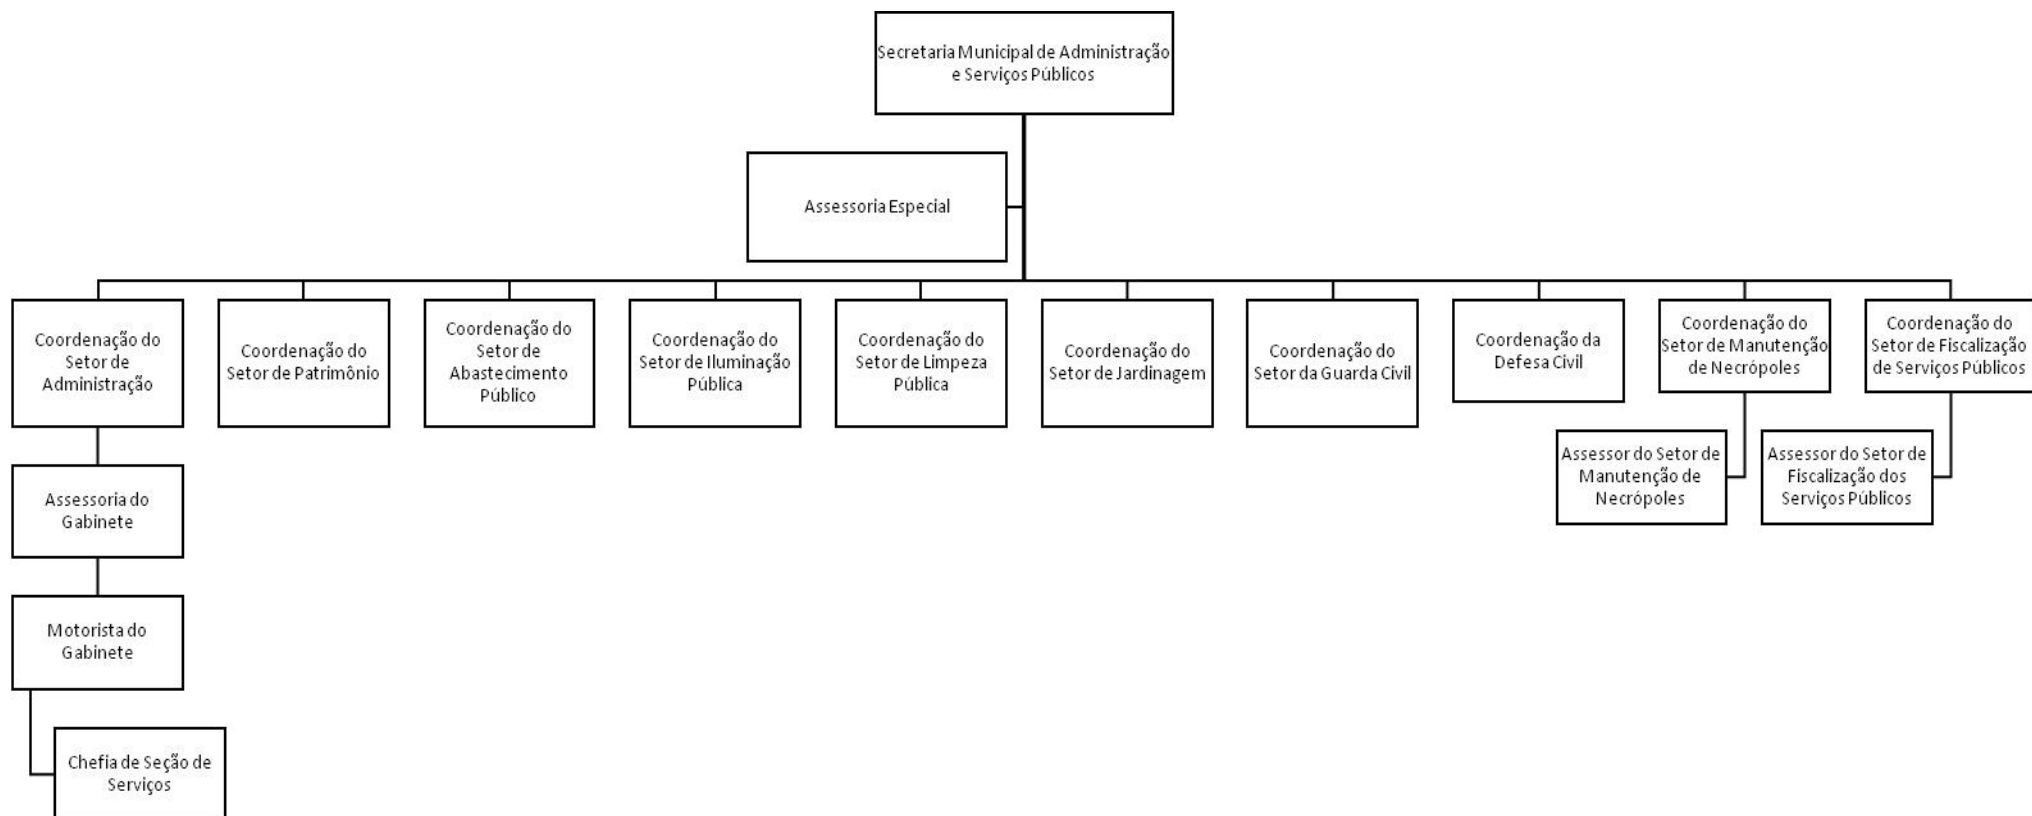 Secretaria Municipal de Administração
e Serviços Públicos
Assessoria Especial
Coordenação do
Setor de
Administração
Coordenação do
Setor de Patrimônio
Coordenação do
Setor de
Abastecimento
Público
Coordenação do
Setor de Iluminação
Pública
Coordenação do
Setor de Limpeza
Pública
Coordenação do
Setor de Jardinagem
Coordenação do
Setor da Guarda Civil
Coordenação da
Defesa Civil
Coordenação do
Setor de Manutenção
de Necrópoles
Coordenação do
Setor de Fiscalização
de Serviços Públicos
Assessor do Setor de
Manutenção de
Necrópoles
Assessor do Setor de
Fiscalização dos
Serviços Públicos
Assessoria do
Gabinete
Motorista do
Gabinete
Chefia de Seção de
Serviços